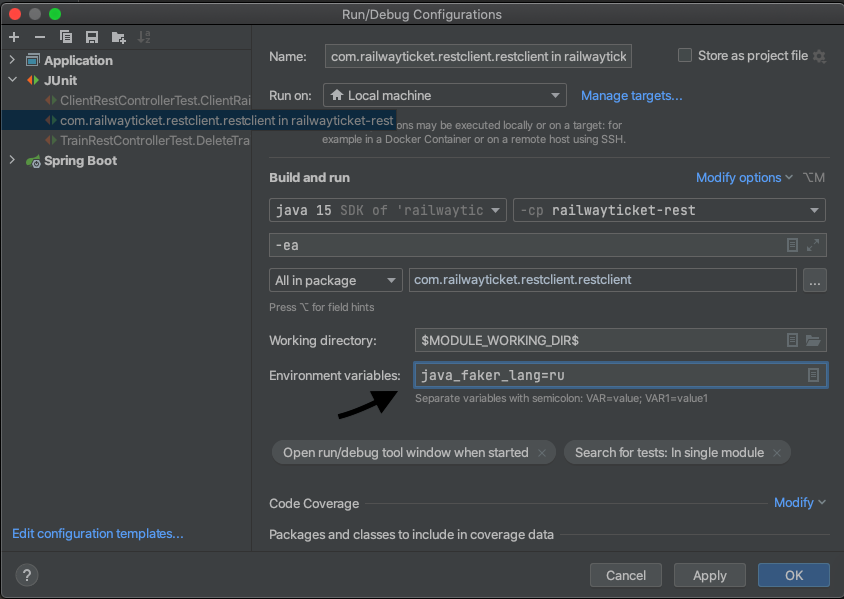 Run/Debug Configurations
Application
JUnit
ClientRestControllerTest.ClientRai
com.railwayticket.restclient.restclient in railwayticket-rest
TrainRestControllerTest.DeleteTra
Spring Boot
Edit configuration templates...
Name: com.railwayticket.restclient.restclient in railwaytick
Store as project file
Run on: Local machine Manage targets...
ons may be executed locally or on a target: for
example in a Docker Container or on a remote host using SSH.
Build and run Modify options ⌥M
java 15 SDK of 'railwaytic -cp railwayticket-rest
-ea
All in package com.railwayticket.restclient.restclient ...
Press ⌥ for field hints
Working directory: $MODULE_WORKING_DIR$
Environment variables: java_faker_lang=ru
Separate variables with semicolon: VAR=value; VAR1=value1
Open run/debug tool window when started × Search for tests: In single module ×
Code Coverage Modify
Packages and classes to include in coverage data
? Cancel Apply OK